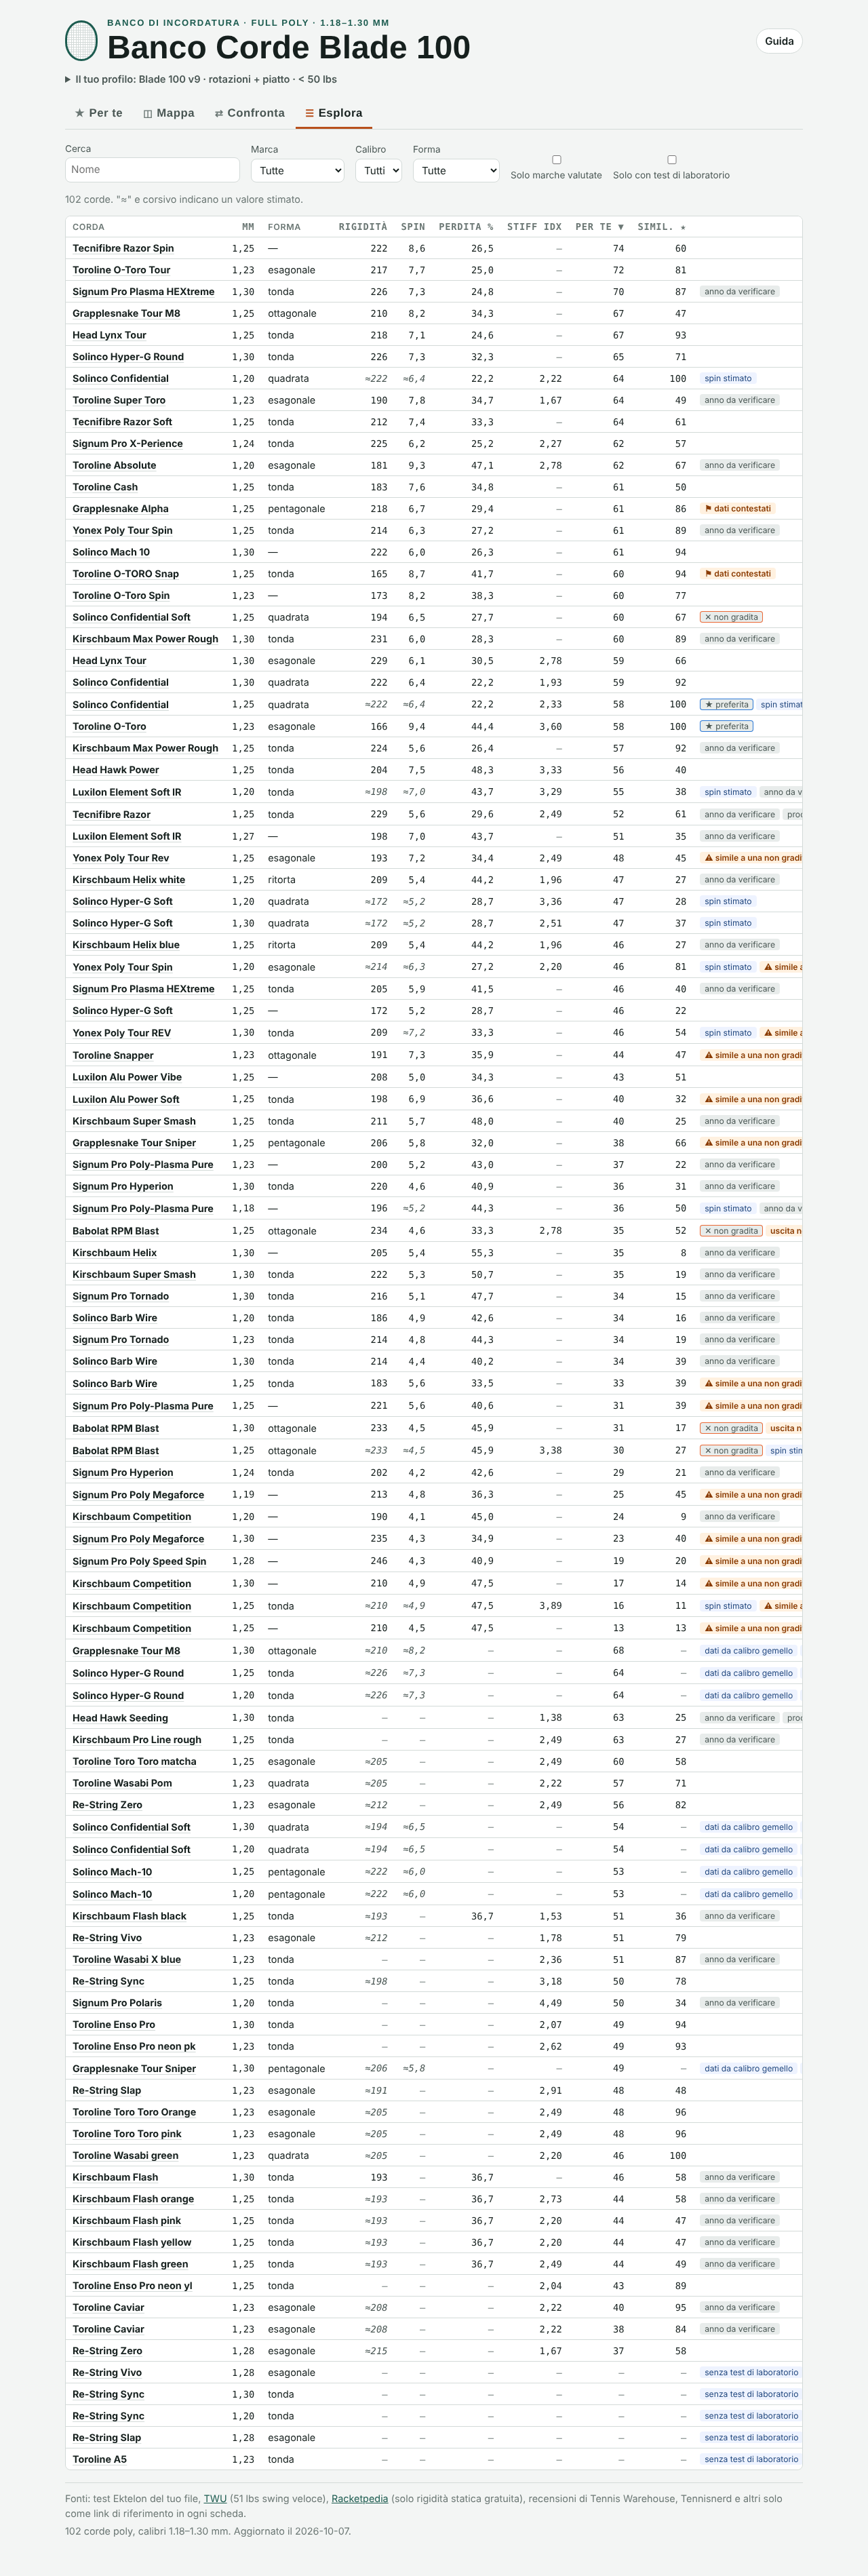 BANCO DI INCORDATURA · FULL POLY · 1.18–1.30 MM
Banco Corde Blade 100
Guida
▶ Il tuo profilo: Blade 100 v9 · rotazioni + piatto · < 50 lbs
★ Per te ◫ Mappa ⇄ Confronta ☰ Esplora
Cerca Marca Calibro Forma
Nome Tutte Tutti Tutte Solo marche valutate Solo con test di laboratorio
102 corde. "≈" e corsivo indicano un valore stimato.
CORDA MM FORMA RIGIDITÀ SPIN PERDITA % STIFF IDX PER TE ▼ SIMIL. ★
Tecnifibre Razor Spin 1,25 — 222 8,6 26,5 — 74 60
Toroline O-Toro Tour 1,23 esagonale 217 7,7 25,0 — 72 81
Signum Pro Plasma HEXtreme 1,30 tonda 226 7,3 24,8 — 70 87 anno da verificare
Grapplesnake Tour M8 1,25 ottagonale 210 8,2 34,3 — 67 47
Head Lynx Tour 1,25 tonda 218 7,1 24,6 — 67 93
Solinco Hyper-G Round 1,30 tonda 226 7,3 32,3 — 65 71
Solinco Confidential 1,20 quadrata ≈222 ≈6,4 22,2 2,22 64 100 spin stimato
Toroline Super Toro 1,23 esagonale 190 7,8 34,7 1,67 64 49 anno da verificare
Tecnifibre Razor Soft 1,25 tonda 212 7,4 33,3 — 64 61
Signum Pro X-Perience 1,24 tonda 225 6,2 25,2 2,27 62 57
Toroline Absolute 1,20 esagonale 181 9,3 47,1 2,78 62 67 anno da verificare
Toroline Cash 1,25 tonda 183 7,6 34,8 — 61 50
Grapplesnake Alpha 1,25 pentagonale 218 6,7 29,4 — 61 86 ⚑ dati contestati
Yonex Poly Tour Spin 1,25 tonda 214 6,3 27,2 — 61 89 anno da verificare
Solinco Mach 10 1,30 — 222 6,0 26,3 — 61 94
Toroline O-TORO Snap 1,25 tonda 165 8,7 41,7 — 60 94 ⚑ dati contestati
Toroline O-Toro Spin 1,23 — 173 8,2 38,3 — 60 77
Solinco Confidential Soft 1,25 quadrata 194 6,5 27,7 — 60 67 ✕ non gradita
Kirschbaum Max Power Rough 1,30 tonda 231 6,0 28,3 — 60 89 anno da verificare
Head Lynx Tour 1,30 esagonale 229 6,1 30,5 2,78 59 66
Solinco Confidential 1,30 quadrata 222 6,4 22,2 1,93 59 92
Solinco Confidential 1,25 quadrata ≈222 ≈6,4 22,2 2,33 58 100 ★ preferita spin stimat
Toroline O-Toro 1,23 esagonale 166 9,4 44,4 3,60 58 100 ★ preferita
Kirschbaum Max Power Rough 1,25 tonda 224 5,6 26,4 — 57 92 anno da verificare
Head Hawk Power 1,25 tonda 204 7,5 48,3 3,33 56 40
Luxilon Element Soft IR 1,20 tonda ≈198 ≈7,0 43,7 3,29 55 38 spin stimato anno da v
Tecnifibre Razor 1,25 tonda 229 5,6 29,6 2,49 52 61 anno da verificare proc
Luxilon Element Soft IR 1,27 — 198 7,0 43,7 — 51 35 anno da verificare
Yonex Poly Tour Rev 1,25 esagonale 193 7,2 34,4 2,49 48 45 ⚠ simile a una non gradi
Kirschbaum Helix white 1,25 ritorta 209 5,4 44,2 1,96 47 27 anno da verificare
Solinco Hyper-G Soft 1,20 quadrata ≈172 ≈5,2 28,7 3,36 47 28 spin stimato
Solinco Hyper-G Soft 1,30 quadrata ≈172 ≈5,2 28,7 2,51 47 37 spin stimato
Kirschbaum Helix blue 1,25 ritorta 209 5,4 44,2 1,96 46 27 anno da verificare
Yonex Poly Tour Spin 1,20 esagonale ≈214 ≈6,3 27,2 2,20 46 81 spin stimato ⚠ simile a
Signum Pro Plasma HEXtreme 1,25 tonda 205 5,9 41,5 — 46 40 anno da verificare
Solinco Hyper-G Soft 1,25 — 172 5,2 28,7 — 46 22
Yonex Poly Tour REV 1,30 tonda 209 ≈7,2 33,3 — 46 54 spin stimato ⚠ simile a
Toroline Snapper 1,23 ottagonale 191 7,3 35,9 — 44 47 ⚠ simile a una non gradi
Luxilon Alu Power Vibe 1,25 — 208 5,0 34,3 — 43 51
Luxilon Alu Power Soft 1,25 tonda 198 6,9 36,6 — 40 32 ⚠ simile a una non gradi
Kirschbaum Super Smash 1,25 tonda 211 5,7 48,0 — 40 25 anno da verificare
Grapplesnake Tour Sniper 1,25 pentagonale 206 5,8 32,0 — 38 66 ⚠ simile a una non gradi
Signum Pro Poly-Plasma Pure 1,23 — 200 5,2 43,0 — 37 22 anno da verificare
Signum Pro Hyperion 1,30 tonda 220 4,6 40,9 — 36 31 anno da verificare
Signum Pro Poly-Plasma Pure 1,18 — 196 ≈5,2 44,3 — 36 50 spin stimato anno da v
Babolat RPM Blast 1,25 ottagonale 234 4,6 33,3 2,78 35 52 ✕ non gradita uscita n
Kirschbaum Helix 1,30 — 205 5,4 55,3 — 35 8 anno da verificare
Kirschbaum Super Smash 1,30 tonda 222 5,3 50,7 — 35 19 anno da verificare
Signum Pro Tornado 1,30 tonda 216 5,1 47,7 — 34 15 anno da verificare
Solinco Barb Wire 1,20 tonda 186 4,9 42,6 — 34 16 anno da verificare
Signum Pro Tornado 1,23 tonda 214 4,8 44,3 — 34 19 anno da verificare
Solinco Barb Wire 1,30 tonda 214 4,4 40,2 — 34 39 anno da verificare
Solinco Barb Wire 1,25 tonda 183 5,6 33,5 — 33 39 ⚠ simile a una non gradi
Signum Pro Poly-Plasma Pure 1,25 — 221 5,6 40,6 — 31 39 ⚠ simile a una non gradi
Babolat RPM Blast 1,30 ottagonale 233 4,5 45,9 — 31 17 ✕ non gradita uscita n
Babolat RPM Blast 1,25 ottagonale ≈233 ≈4,5 45,9 3,38 30 27 ✕ non gradita spin stim
Signum Pro Hyperion 1,24 tonda 202 4,2 42,6 — 29 21 anno da verificare
Signum Pro Poly Megaforce 1,19 — 213 4,8 36,3 — 25 45 ⚠ simile a una non gradi
Kirschbaum Competition 1,20 — 190 4,1 45,0 — 24 9 anno da verificare
Signum Pro Poly Megaforce 1,30 — 235 4,3 34,9 — 23 40 ⚠ simile a una non gradi
Signum Pro Poly Speed Spin 1,28 — 246 4,3 40,9 — 19 20 ⚠ simile a una non gradi
Kirschbaum Competition 1,30 — 210 4,9 47,5 — 17 14 ⚠ simile a una non gradi
Kirschbaum Competition 1,25 tonda ≈210 ≈4,9 47,5 3,89 16 11 spin stimato ⚠ simile a
Kirschbaum Competition 1,25 — 210 4,5 47,5 — 13 13 ⚠ simile a una non gradi
Grapplesnake Tour M8 1,30 ottagonale ≈210 ≈8,2 — — 68 — dati da calibro gemello
Solinco Hyper-G Round 1,25 tonda ≈226 ≈7,3 — — 64 — dati da calibro gemello
Solinco Hyper-G Round 1,20 tonda ≈226 ≈7,3 — — 64 — dati da calibro gemello
Head Hawk Seeding 1,30 tonda — — — 1,38 63 25 anno da verificare proc
Kirschbaum Pro Line rough 1,25 tonda — — — 2,49 63 27 anno da verificare
Toroline Toro Toro matcha 1,25 esagonale ≈205 — — 2,49 60 58
Toroline Wasabi Pom 1,23 quadrata ≈205 — — 2,22 57 71
Re-String Zero 1,23 esagonale ≈212 — — 2,49 56 82
Solinco Confidential Soft 1,30 quadrata ≈194 ≈6,5 — — 54 — dati da calibro gemello
Solinco Confidential Soft 1,20 quadrata ≈194 ≈6,5 — — 54 — dati da calibro gemello
Solinco Mach-10 1,25 pentagonale ≈222 ≈6,0 — — 53 — dati da calibro gemello
Solinco Mach-10 1,20 pentagonale ≈222 ≈6,0 — — 53 — dati da calibro gemello
Kirschbaum Flash black 1,25 tonda ≈193 — 36,7 1,53 51 36 anno da verificare
Re-String Vivo 1,23 esagonale ≈212 — — 1,78 51 79
Toroline Wasabi X blue 1,23 tonda — — — 2,36 51 87 anno da verificare
Re-String Sync 1,25 tonda ≈198 — — 3,18 50 78
Signum Pro Polaris 1,20 tonda — — — 4,49 50 34 anno da verificare
Toroline Enso Pro 1,30 tonda — — — 2,07 49 94
Toroline Enso Pro neon pk 1,23 tonda — — — 2,62 49 93
Grapplesnake Tour Sniper 1,30 pentagonale ≈206 ≈5,8 — — 49 — dati da calibro gemello
Re-String Slap 1,23 esagonale ≈191 — — 2,91 48 48
Toroline Toro Toro Orange 1,23 esagonale ≈205 — — 2,49 48 96
Toroline Toro Toro pink 1,23 esagonale ≈205 — — 2,49 48 96
Toroline Wasabi green 1,23 quadrata ≈205 — — 2,20 46 100
Kirschbaum Flash 1,30 tonda 193 — 36,7 — 46 58 anno da verificare
Kirschbaum Flash orange 1,25 tonda ≈193 — 36,7 2,73 44 58 anno da verificare
Kirschbaum Flash pink 1,25 tonda ≈193 — 36,7 2,20 44 47 anno da verificare
Kirschbaum Flash yellow 1,25 tonda ≈193 — 36,7 2,20 44 47 anno da verificare
Kirschbaum Flash green 1,25 tonda ≈193 — 36,7 2,49 44 49 anno da verificare
Toroline Enso Pro neon yl 1,25 tonda — — — 2,04 43 89
Toroline Caviar 1,23 esagonale ≈208 — — 2,22 40 95 anno da verificare
Toroline Caviar 1,23 esagonale ≈208 — — 2,22 38 84 anno da verificare
Re-String Zero 1,28 esagonale ≈215 — — 1,67 37 58
Re-String Vivo 1,28 esagonale — — — — — — senza test di laboratorio
Re-String Sync 1,30 tonda — — — — — — senza test di laboratorio
Re-String Sync 1,20 tonda — — — — — — senza test di laboratorio
Re-String Slap 1,28 esagonale — — — — — — senza test di laboratorio
Toroline A5 1,23 tonda — — — — — — senza test di laboratorio
Fonti: test Ektelon del tuo file, TWU (51 lbs swing veloce), Racketpedia (solo rigidità statica gratuita), recensioni di Tennis Warehouse, Tennisnerd e altri solo
come link di riferimento in ogni scheda.
102 corde poly, calibri 1.18–1.30 mm. Aggiornato il 2026-10-07.